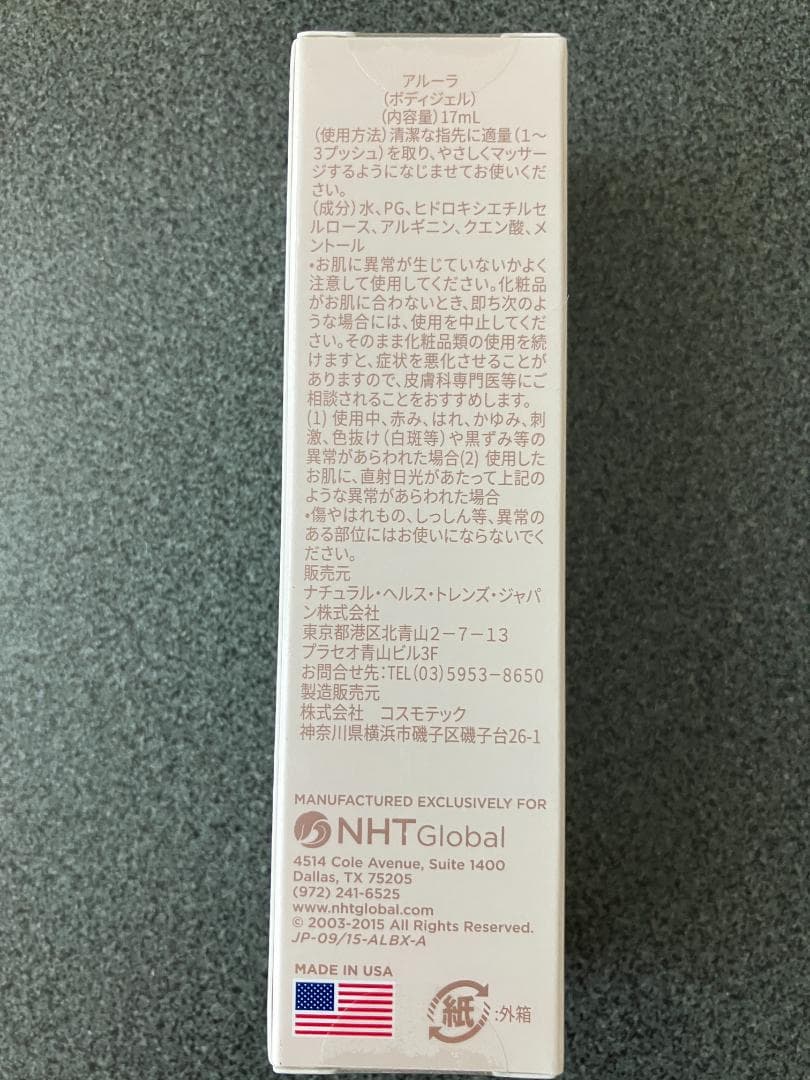 アルーラ
(ボディジェル)
(内容量)17mL
(使用方法)清潔な指先に適量(1〜
3プッシュ)を取り、やさしくマッサー
ジするようになじませてお使いくだ
さい。
(成分)水、PG、ヒドロキシエチルセ
ルロース、アルギニン、クエン酸、メ
ントール
•お肌に異常が生じていないかよく
注意して使用してください。化粧品
がお肌に合わないとき、即ち次のよ
うな場合には、使用を中止してくだ
さい。そのまま化粧品類の使用を続
けますと、症状を悪化させることが
ありますので、皮膚科専門医等にご
相談されることをおすすめします。
(1) 使用中、赤み、はれ、かゆみ、刺
激、色抜け(白斑等)や黒ずみ等の
異常があらわれた場合(2) 使用した
お肌に、直射日光があたって上記の
ような異常があらわれた場合
•傷やはれもの、しっしん等、異常の
ある部位にはお使いにならないでく
ださい。
販売元
ナチュラル・ヘルス・トレンズ・ジャパ
ン株式会社
東京都港区北青山2−7−13
プラセオ青山ビル3F
お問合せ先:TEL(03)5953−8650
製造販売元
株式会社 コスモテック
神奈川県横浜市磯子区磯子台26-1
MANUFACTURED EXCLUSIVELY FOR
NHT Global
4514 Cole Avenue, Suite 1400
Dallas, TX 75205
(972) 241-6525
www.nhtglobal.com
© 2003-2015 All Rights Reserved.
JP-09/15-ALBX-A
MADE IN USA
紙:外箱